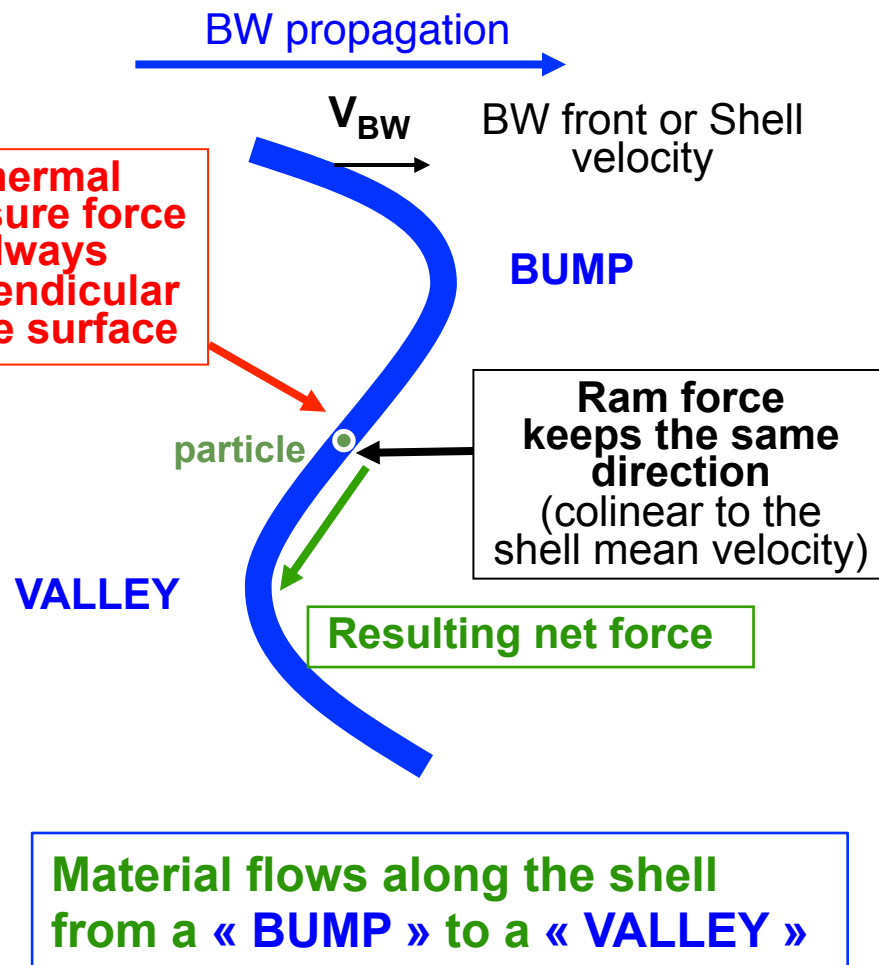 BW propagation
V_BW
BW front or Shell
velocity
hermal
sure force
lways
endicular
e surface
BUMP
particle
Ram force
keeps the same
direction
(colinear to the
shell mean velocity)
VALLEY
Resulting net force
Material flows along the shell
from a « BUMP » to a « VALLEY »